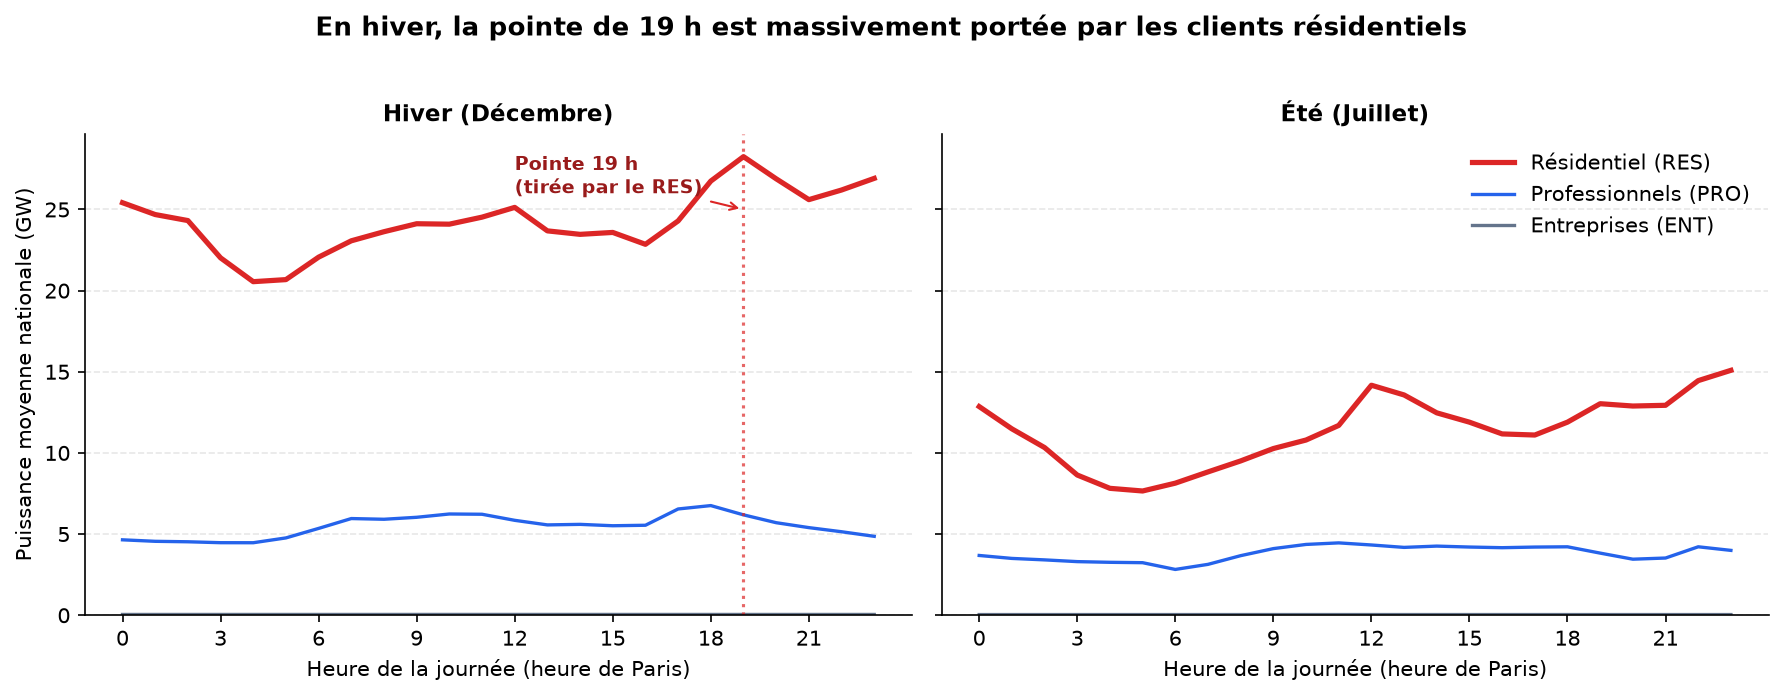 En hiver, la pointe de 19 h est massivement portée par les clients résidentiels
Hiver (Décembre)
Pointe 19 h
(tirée par le RES)
Puissance moyenne nationale (GW)
25
20
15
10
5
0
0 3 6 9 12 15 18 21
Heure de la journée (heure de Paris)
Été (Juillet)
Résidentiel (RES)
Professionnels (PRO)
Entreprises (ENT)
0 3 6 9 12 15 18 21
Heure de la journée (heure de Paris)